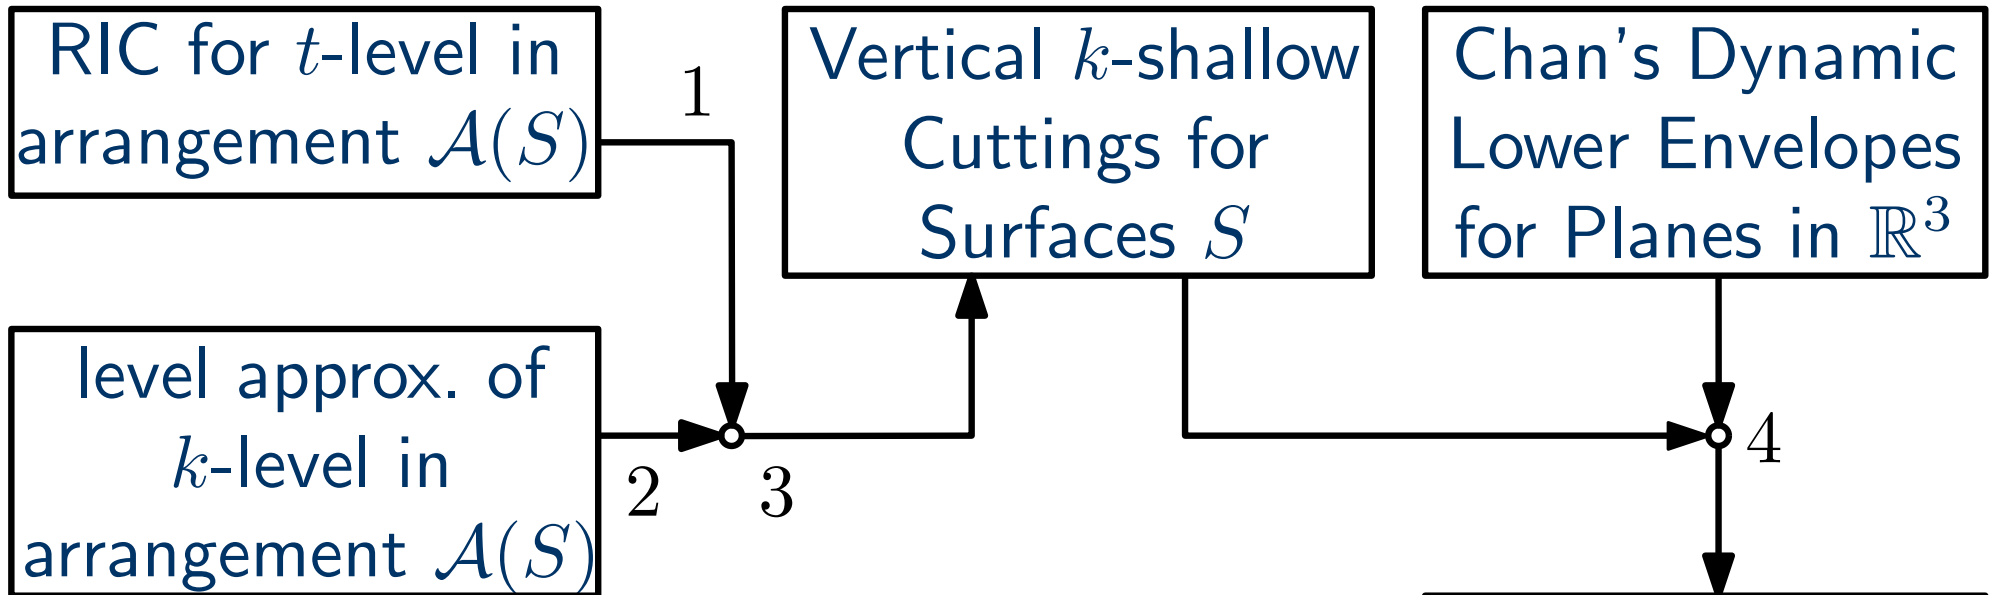 RIC for t-level in
arrangement 𝒜(S)
1
Vertical k-shallow
Cuttings for
Surfaces S
Chan's Dynamic
Lower Envelopes
for Planes in ℝ³
level approx. of
k-level in
arrangement 𝒜(S)
2
3
4